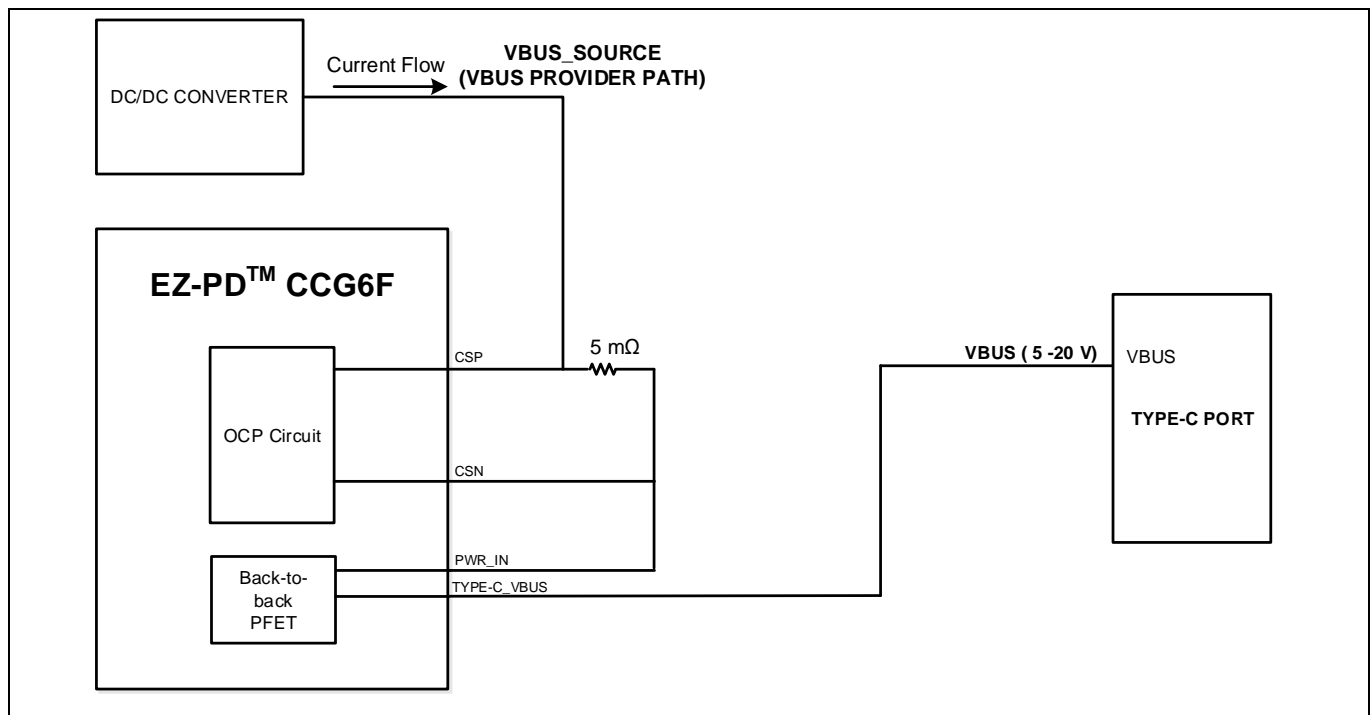 VBUS_SOURCE
(VBUS PROVIDER PATH)
Current Flow
DC/DC CONVERTER
EZ-PD™ CCG6F
CSP
5 mΩ
OCP Circuit
CSN
PWR_IN
TYPE-C_VBUS
Back-to-
back
PFET
VBUS ( 5 -20 V)
VBUS
TYPE-C PORT